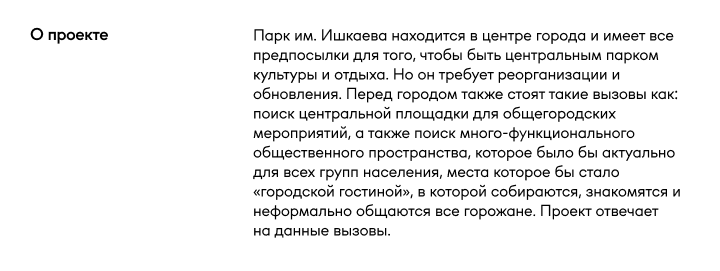 О проекте
Парк им. Ишкаева находится в центре города и имеет все
предпосылки для того, чтобы быть центральным парком
культуры и отдыха. Но он требует реорганизации и
обновления. Перед городом также стоят такие вызовы как:
поиск центральной площадки для общегородских
мероприятий, а также поиск много-функционального
общественного пространства, которое было бы актуально
для всех групп населения, места которое бы стало
«городской гостиной», в которой собираются, знакомятся и
неформально общаются все горожане. Проект отвечает
на данные вызовы.